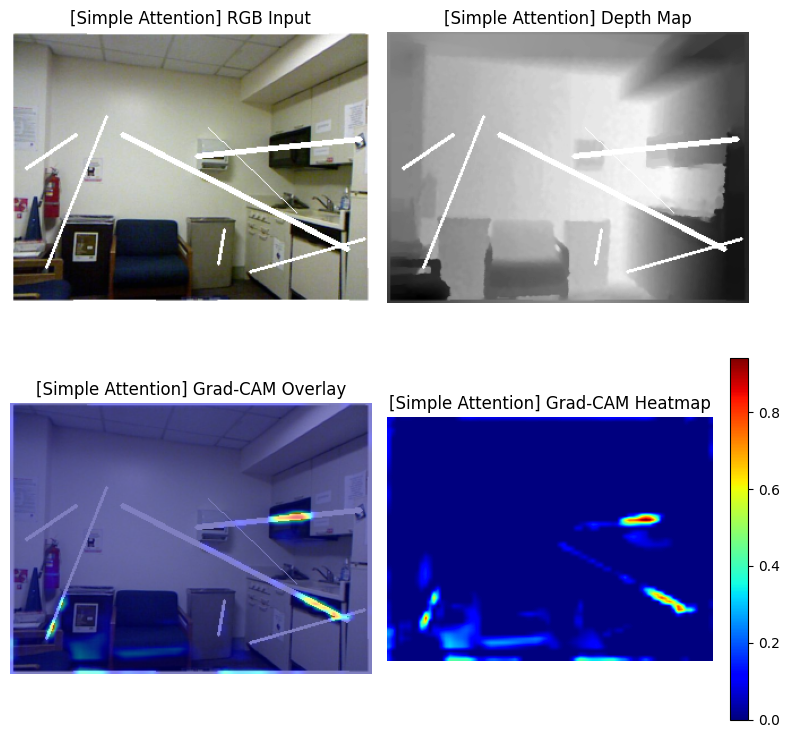 [Simple Attention] RGB Input
[Simple Attention] Depth Map
[Simple Attention] Grad-CAM Overlay
[Simple Attention] Grad-CAM Heatmap
0.8
0.6
0.4
0.2
0.0